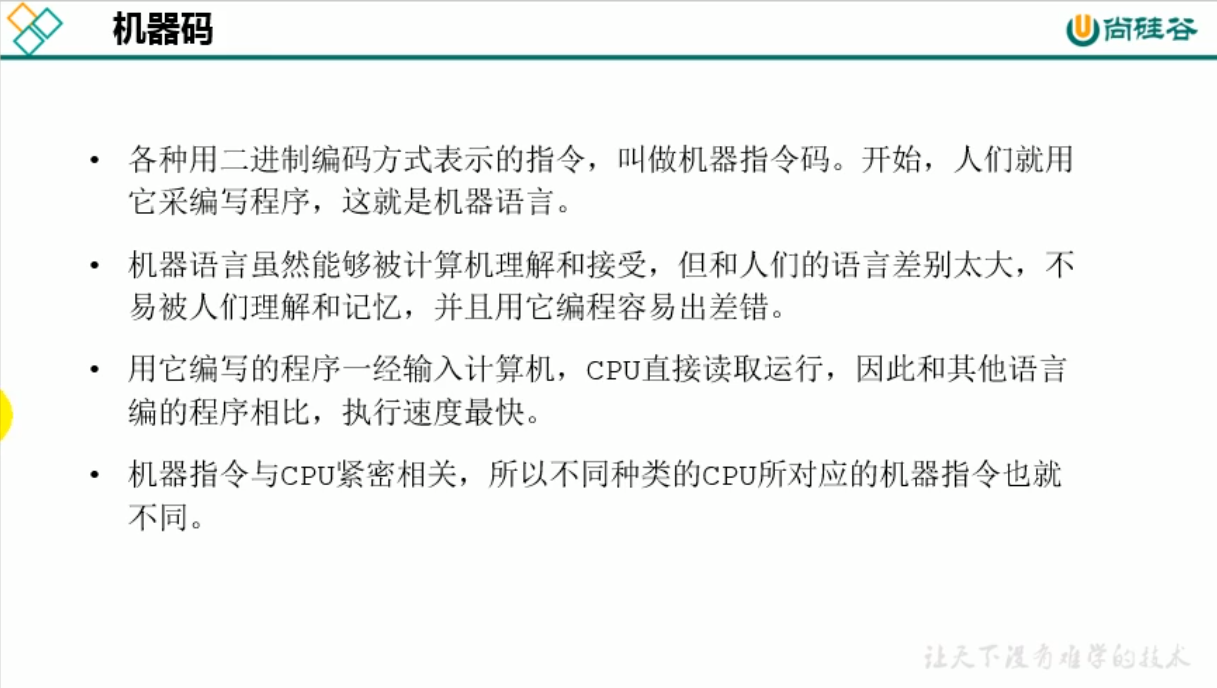 机器码
尚硅谷
• 各种用二进制编码方式表示的指令，叫做机器指令码。开始，人们就用
它采编写程序，这就是机器语言。
• 机器语言虽然能够被计算机理解和接受，但和人们的语言差别太大，不
易被人们理解和记忆，并且用它编程容易出差错。
• 用它编写的程序一经输入计算机，CPU直接读取运行，因此和其他语言
编的程序相比，执行速度最快。
• 机器指令与CPU紧密相关，所以不同种类的CPU所对应的机器指令也就
不同。
让天下没有难学的技术